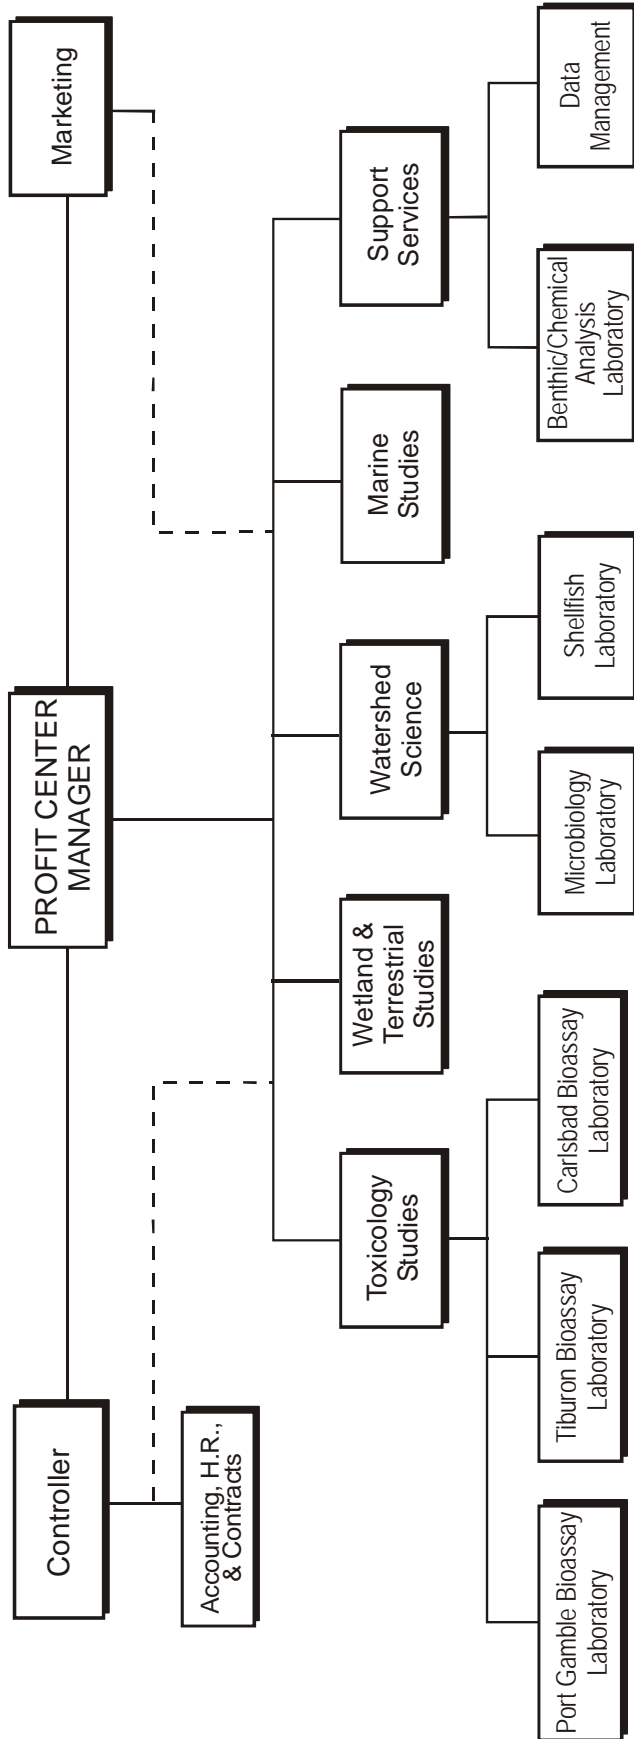 PROFIT CENTER
MANAGER
Controller
Marketing
Accounting, H.R.,
& Contracts
Toxicology
Studies
Wetland &
Terrestrial
Studies
Watershed
Science
Marine
Studies
Support
Services
Port Gamble Bioassay
Laboratory
Tiburon Bioassay
Laboratory
Carlsbad Bioassay
Laboratory
Microbiology
Laboratory
Shellfish
Laboratory
Benthic/Chemical
Analysis
Laboratory
Data
Management